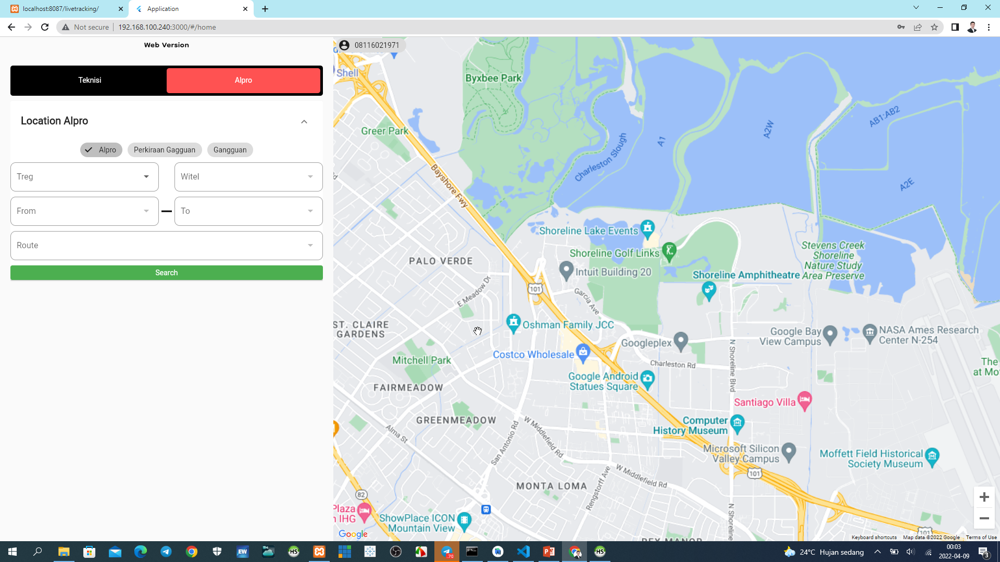 localhost:8087/livetracking/
Application
Not secure
192.168.100.240:3000/#/home
Web Version
08116021971
Teknisi
Alpro
Location Alpro
Alpro
Perkiraan Gagguan
Gangguan
Treg
Witel
From
To
Route
Search
Shell
Byxbee Park
Greer Park
Bayshore Fwy
Charleston Slough
A1
A2W
AB1:AB2
A2E
Shoreline Lake Events
Shoreline Golf Links
PALO VERDE
Intuit Building 20
Stevens Creek
Shoreline
Nature Study
Area Preserve
Shoreline Amphitheatre
101
E Meadow Dr
Garcia Ave
ST. CLAIRE
GARDENS
Oshman Family JCC
Googleplex
Google Bay
View Campus
NASA Ames Research
Center N-254
Costco Wholesale
Mitchell Park
Charleston Rd
N Shoreline Blvd
The
at Mo
Google Android
Statues Square
FAIRMEADOW
Santiago Villa
GREENMEADOW
Computer
History Museum
Alma St
San Antonio Rd
W Middlefield Rd
Microsoft Silicon
Valley Campus
Moffett Field Historical
Society Museum
W Middlefield Rd
Rengstorff Ave
101
MONTA LOMA
82
Plaza
IHG
ShowPlace ICON
Mountain View
N Shoreline
101
REX MANOR
Google
Keyboard shortcuts
Map data ©2022 Google
Terms of Use
EW
HS
..70
HS
24°C Hujan sedang
00:03
2022-04-09
3